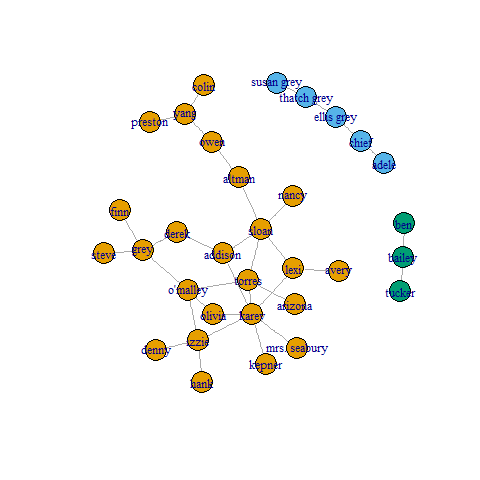 colin
susan grey
thatch grey
preston
yang
ellis grey
owen
chief
adele
altman
nancy
finn
derek
sloan
ben
steve
grey
addison
bailey
lexi
avery
torres
o'malley
tucker
arizona
olivia
karev
izzie
denny
mrs. seabury
kepner
hank